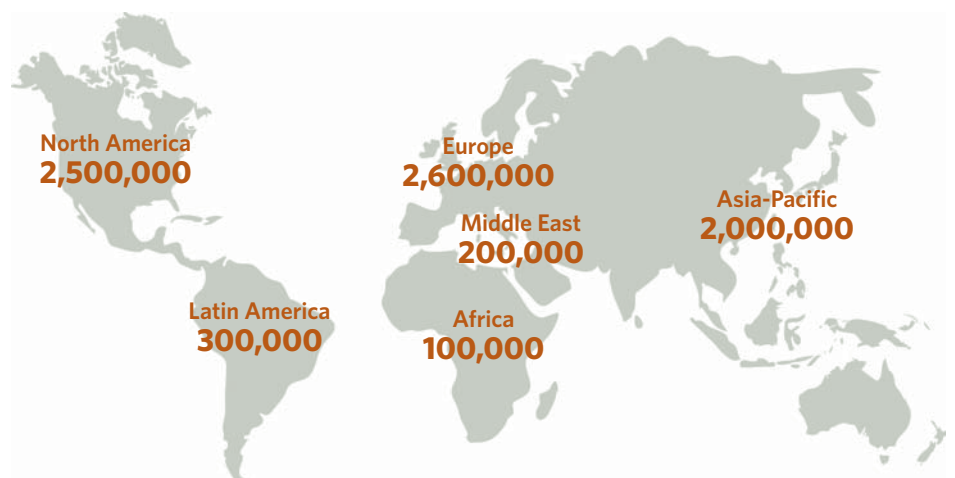 North America
2,500,000
Europe
2,600,000
Asia-Pacific
2,000,000
Middle East
200,000
Latin America
300,000
Africa
100,000